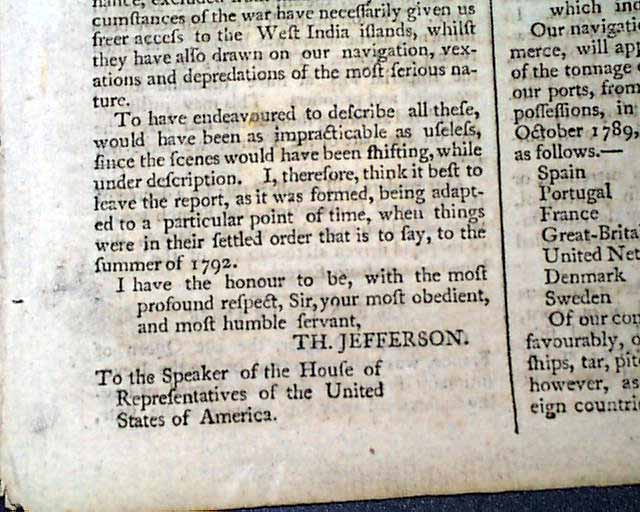 nance, excluded from
cumſtances of the war have neceſſarily given us
freer acceſs to the Weſt India iſlands, whilſt
they have alſo drawn on our navigation, vex-
ations and depredations of the moſt ſerious na-
ture.
To have endeavoured to deſcribe all theſe,
would have been as impracticable as uſeleſs,
ſince the ſcenes would have been ſhifting, while
under deſcription. I, therefore, think it beſt to
leave the report, as it was formed, being adapt-
ed to a particular point of time, when things
were in their ſettled order that is to ſay, to the
ſummer of 1792.
I have the honour to be, with the moſt
profound reſpect, Sir, your moſt obedient,
and moſt humble ſervant,
TH. JEFFERSON.
To the Speaker of the Houſe of
Repreſentatives of the United
States of America.
which in
Our navigati
merce, will app
of the tonnage
our ports, from
poſſeſſions, in
October 1789,
as follows.—
Spain
Portugal
France
Great-Brita
United Net
Denmark
Sweden
Of our com
favourably, o
ſhips, tar, pit
however, as
eign countri